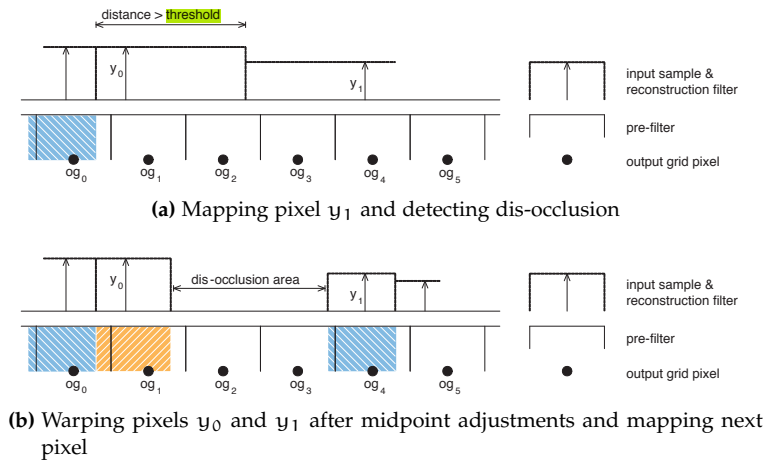 distance > threshold
y0
y1
input sample &
reconstruction filter
pre-filter
output grid pixel
og0 og1 og2 og3 og4 og5
(a) Mapping pixel y1 and detecting dis-occlusion
y0
dis-occlusion area
y1
input sample &
reconstruction filter
pre-filter
output grid pixel
og0 og1 og2 og3 og4 og5
(b) Warping pixels y0 and y1 after midpoint adjustments and mapping next
pixel